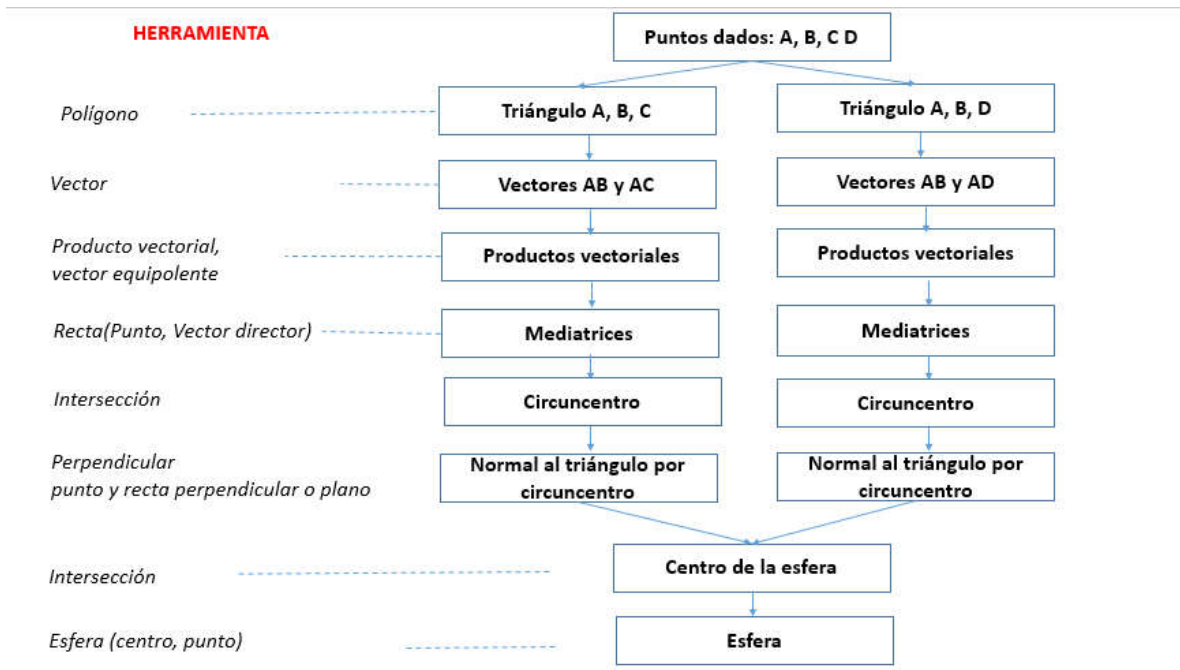 HERRAMIENTA
Puntos dados: A, B, C D
Polígono
Triángulo A, B, C
Triángulo A, B, D
Vector
Vectores AB y AC
Vectores AB y AD
Producto vectorial,
vector equipolente
Productos vectoriales
Productos vectoriales
Recta(Punto, Vector director)
Mediatrices
Mediatrices
Intersección
Circuncentro
Circuncentro
Perpendicular
punto y recta perpendicular o plano
Normal al triángulo por
circuncentro
Normal al triángulo por
circuncentro
Intersección
Centro de la esfera
Esfera (centro, punto)
Esfera